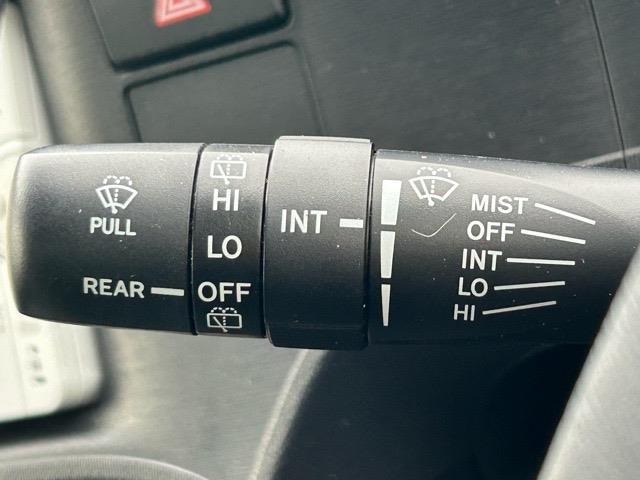 PULL
REAR
HI
LO
OFF
INT
MIST
OFF
INT
LO
HI